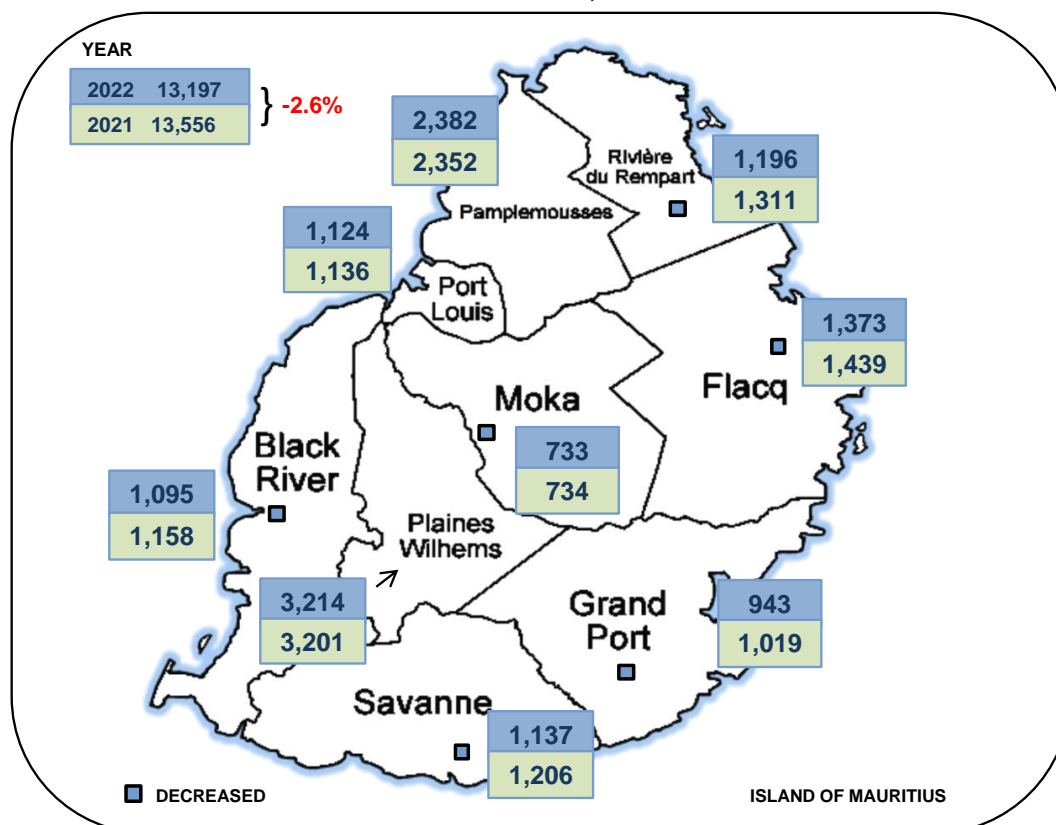 YEAR
2022 13,197
2021 13,556
} -2.6%
2,382
2,352
Rivière
du Rempart
1,196
1,311
Pamplemousses
1,124
1,136
Port
Louis
1,373
1,439
Flacq
Moka
733
734
Black
River
1,095
1,158
Plaines
Wilhems
3,214
3,201
Grand
Port
943
1,019
Savanne
1,137
1,206
DECREASED
ISLAND OF MAURITIUS